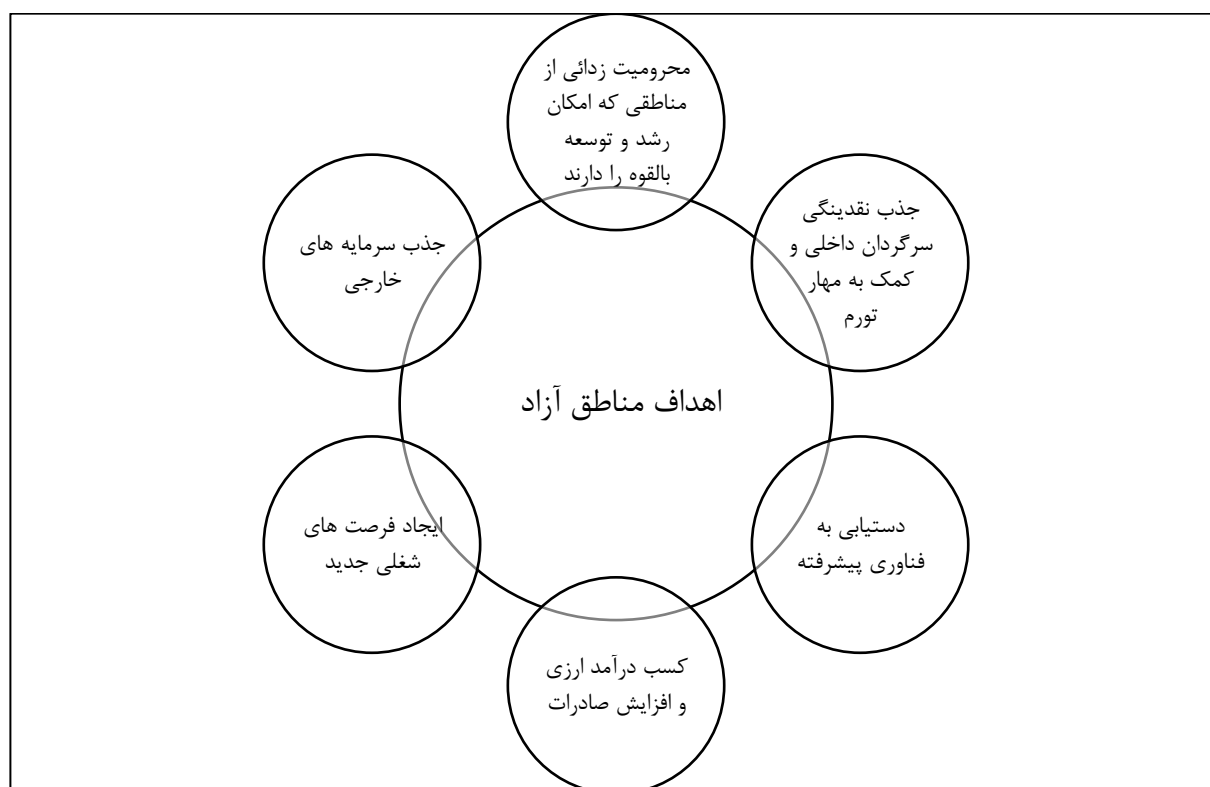 محرومیت زدائی از
مناطقی که امکان
رشد و توسعه
بالقوه را دارند
جذب نقدینگی
سرگردان داخلی و
کمک به مهار
تورم
دستیابی به
فناوری پیشرفته
کسب درآمد ارزی
و افزایش صادرات
ایجاد فرصت های
شغلی جدید
جذب سرمایه های
خارجی
اهداف مناطق آزاد